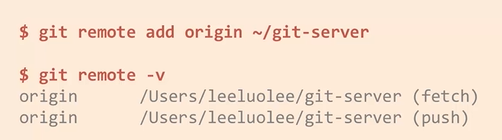 $ git remote add origin ~/git-server
$ git remote -v
origin	/Users/leeluolee/git-server (fetch)
origin	/Users/leeluolee/git-server (push)